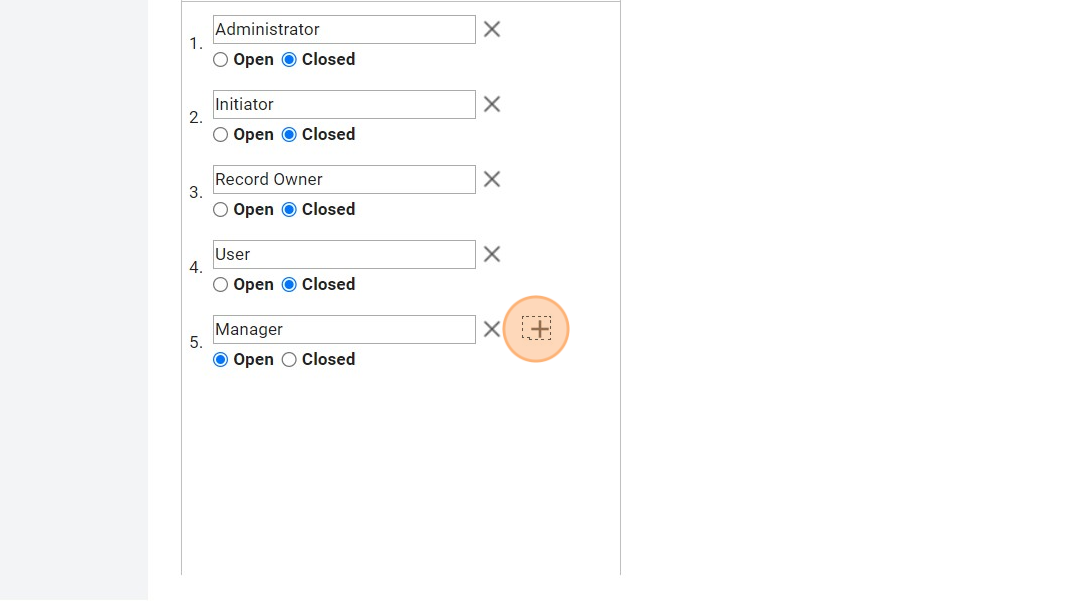 1. Administrator
Open Closed
2. Initiator
Open Closed
3. Record Owner
Open Closed
4. User
Open Closed
5. Manager
Open Closed